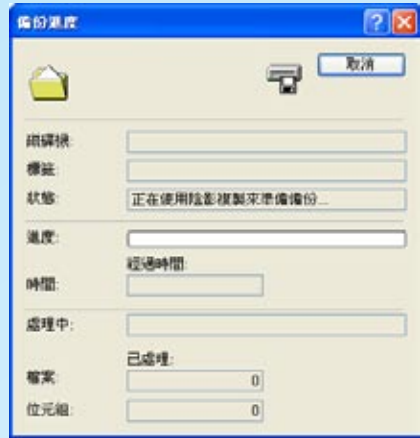 備份進度
取消
磁碟機:
標籤:
狀態: 正在使用陰影複製來準備備份...
進度:
經過時間:
時間:
處理中:
已處理:
檔案: 0
位元組: 0